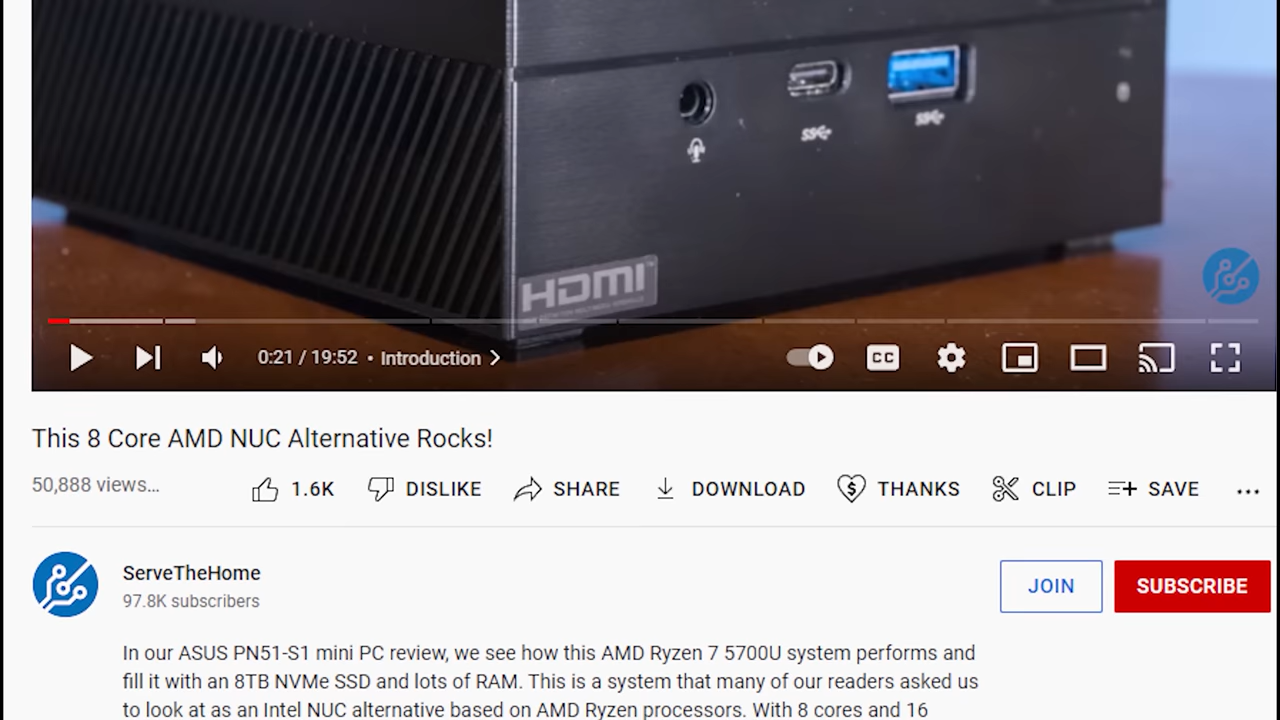 HDMI
CC
0:21 / 19:52 • Introduction
This 8 Core AMD NUC Alternative Rocks!
50,888 views...
1.6K
DISLIKE
SHARE
DOWNLOAD
THANKS
CLIP
SAVE
ServeTheHome
97.8K subscribers
JOIN
SUBSCRIBE
In our ASUS PN51-S1 mini PC review, we see how this AMD Ryzen 7 5700U system performs and
fill it with an 8TB NVMe SSD and lots of RAM. This is a system that many of our readers asked us
to look at as an Intel NUC alternative based on AMD Ryzen processors. With 8 cores and 16